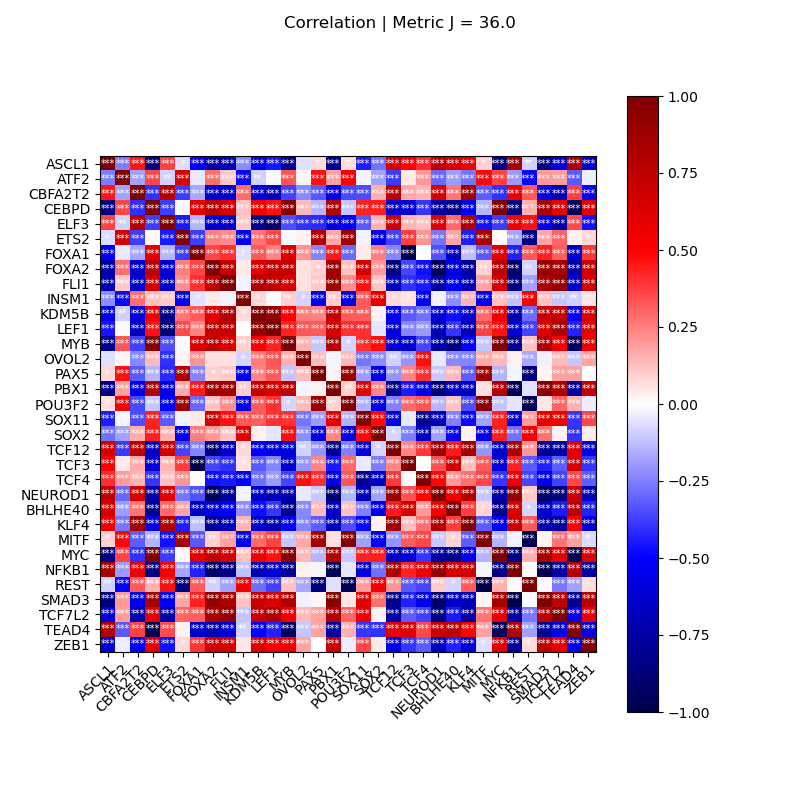 Correlation | Metric J = 36.0
ASCL1
ATF2
CBFA2T2
CEBPD
ELF3
ETS2
FOXA1
FOXA2
FLI1
INSM1
KDM5B
LEF1
MYB
OVOL2
PAX5
PBX1
POU3F2
SOX11
SOX2
TCF12
TCF3
TCF4
NEUROD1
BHLHE40
KLF4
MITF
MYC
NFKB1
REST
SMAD3
TCF7L2
TEAD4
ZEB1
ASCL1
ATF2
CBFA2T2
CEBPD
ELF3
ETS2
FOXA1
FOXA2
FLI1
INSM1
KDM5B
LEF1
MYB
OVOL2
PAX5
PBX1
POU3F2
SOX11
SOX2
TCF12
TCF3
TCF4
NEUROD1
BHLHE40
KLF4
MITF
MYC
NFKB1
REST
SMAD3
TCF7L2
TEAD4
ZEB1
1.00
0.75
0.50
0.25
0.00
−0.25
−0.50
−0.75
−1.00